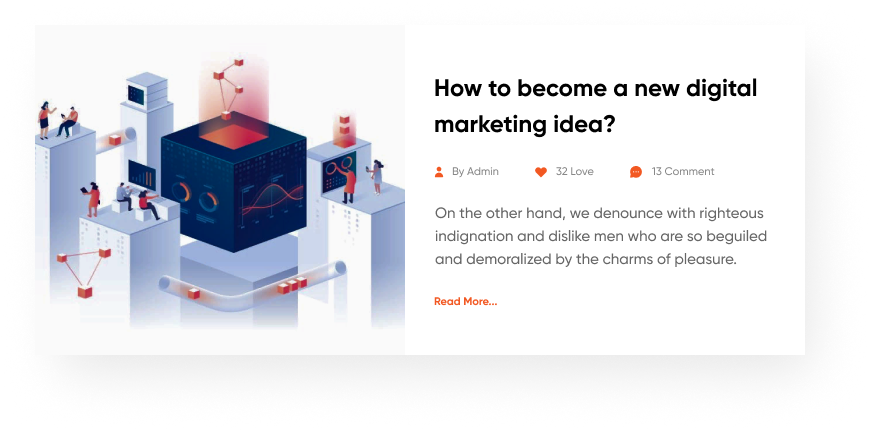 How to become a new digital
marketing idea?
By Admin
32 Love
13 Comment
On the other hand, we denounce with righteous
indignation and dislike men who are so beguiled
and demoralized by the charms of pleasure.
Read More...